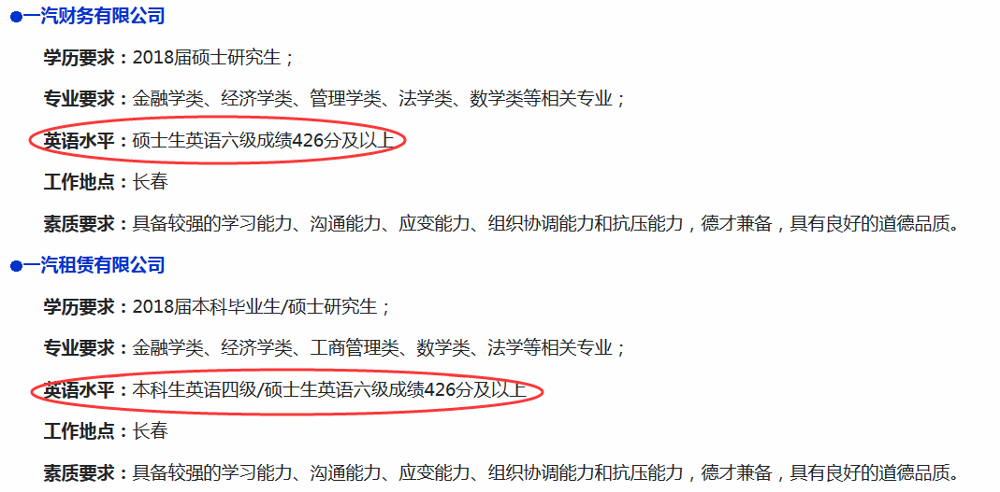 ●一汽财务有限公司
学历要求：2018届硕士研究生；
专业要求：金融学类、经济学类、管理学类、法学类、数学类等相关专业；
英语水平：硕士生英语六级成绩426分及以上
工作地点：长春
素质要求：具备较强的学习能力、沟通能力、应变能力、组织协调能力和抗压能力，德才兼备，具有良好的道德品质。
●一汽租赁有限公司
学历要求：2018届本科毕业生/硕士研究生；
专业要求：金融学类、经济学类、工商管理类、数学类、法学等相关专业；
英语水平：本科生英语四级/硕士生英语六级成绩426分及以上
工作地点：长春
素质要求：具备较强的学习能力、沟通能力、应变能力、组织协调能力和抗压能力，德才兼备，具有良好的道德品质。